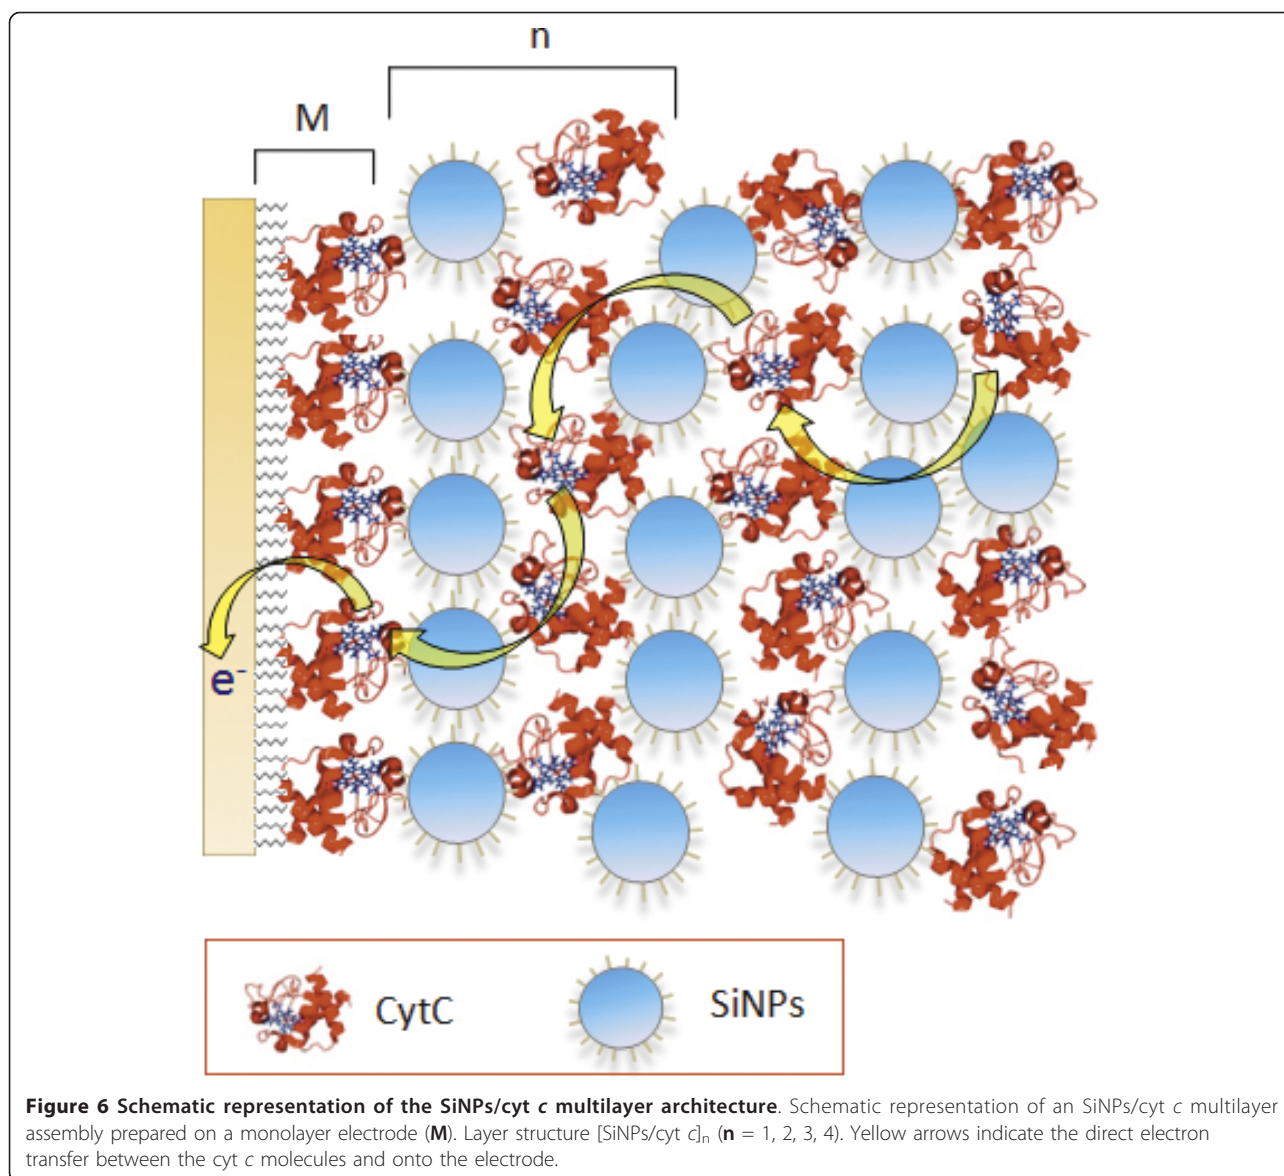 n
M
e⁻
CytC
SiNPs
Figure 6 Schematic representation of the SiNPs/cyt c multilayer architecture. Schematic representation of an SiNPs/cyt c multilayer
assembly prepared on a monolayer electrode (M). Layer structure [SiNPs/cyt c]n (n = 1, 2, 3, 4). Yellow arrows indicate the direct electron
transfer between the cyt c molecules and onto the electrode.